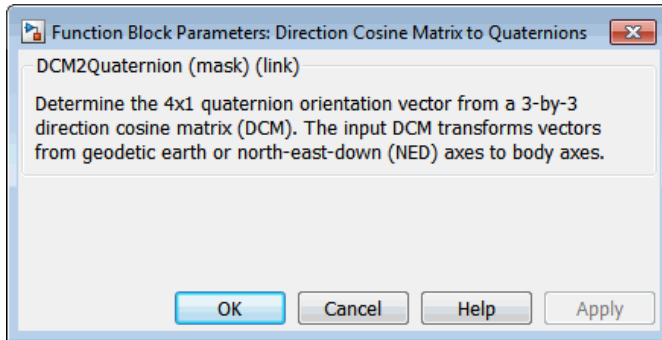 Function Block Parameters: Direction Cosine Matrix to Quaternions
DCM2Quaternion (mask) (link)
Determine the 4x1 quaternion orientation vector from a 3-by-3
direction cosine matrix (DCM). The input DCM transforms vectors
from geodetic earth or north-east-down (NED) axes to body axes.
OK Cancel Help Apply